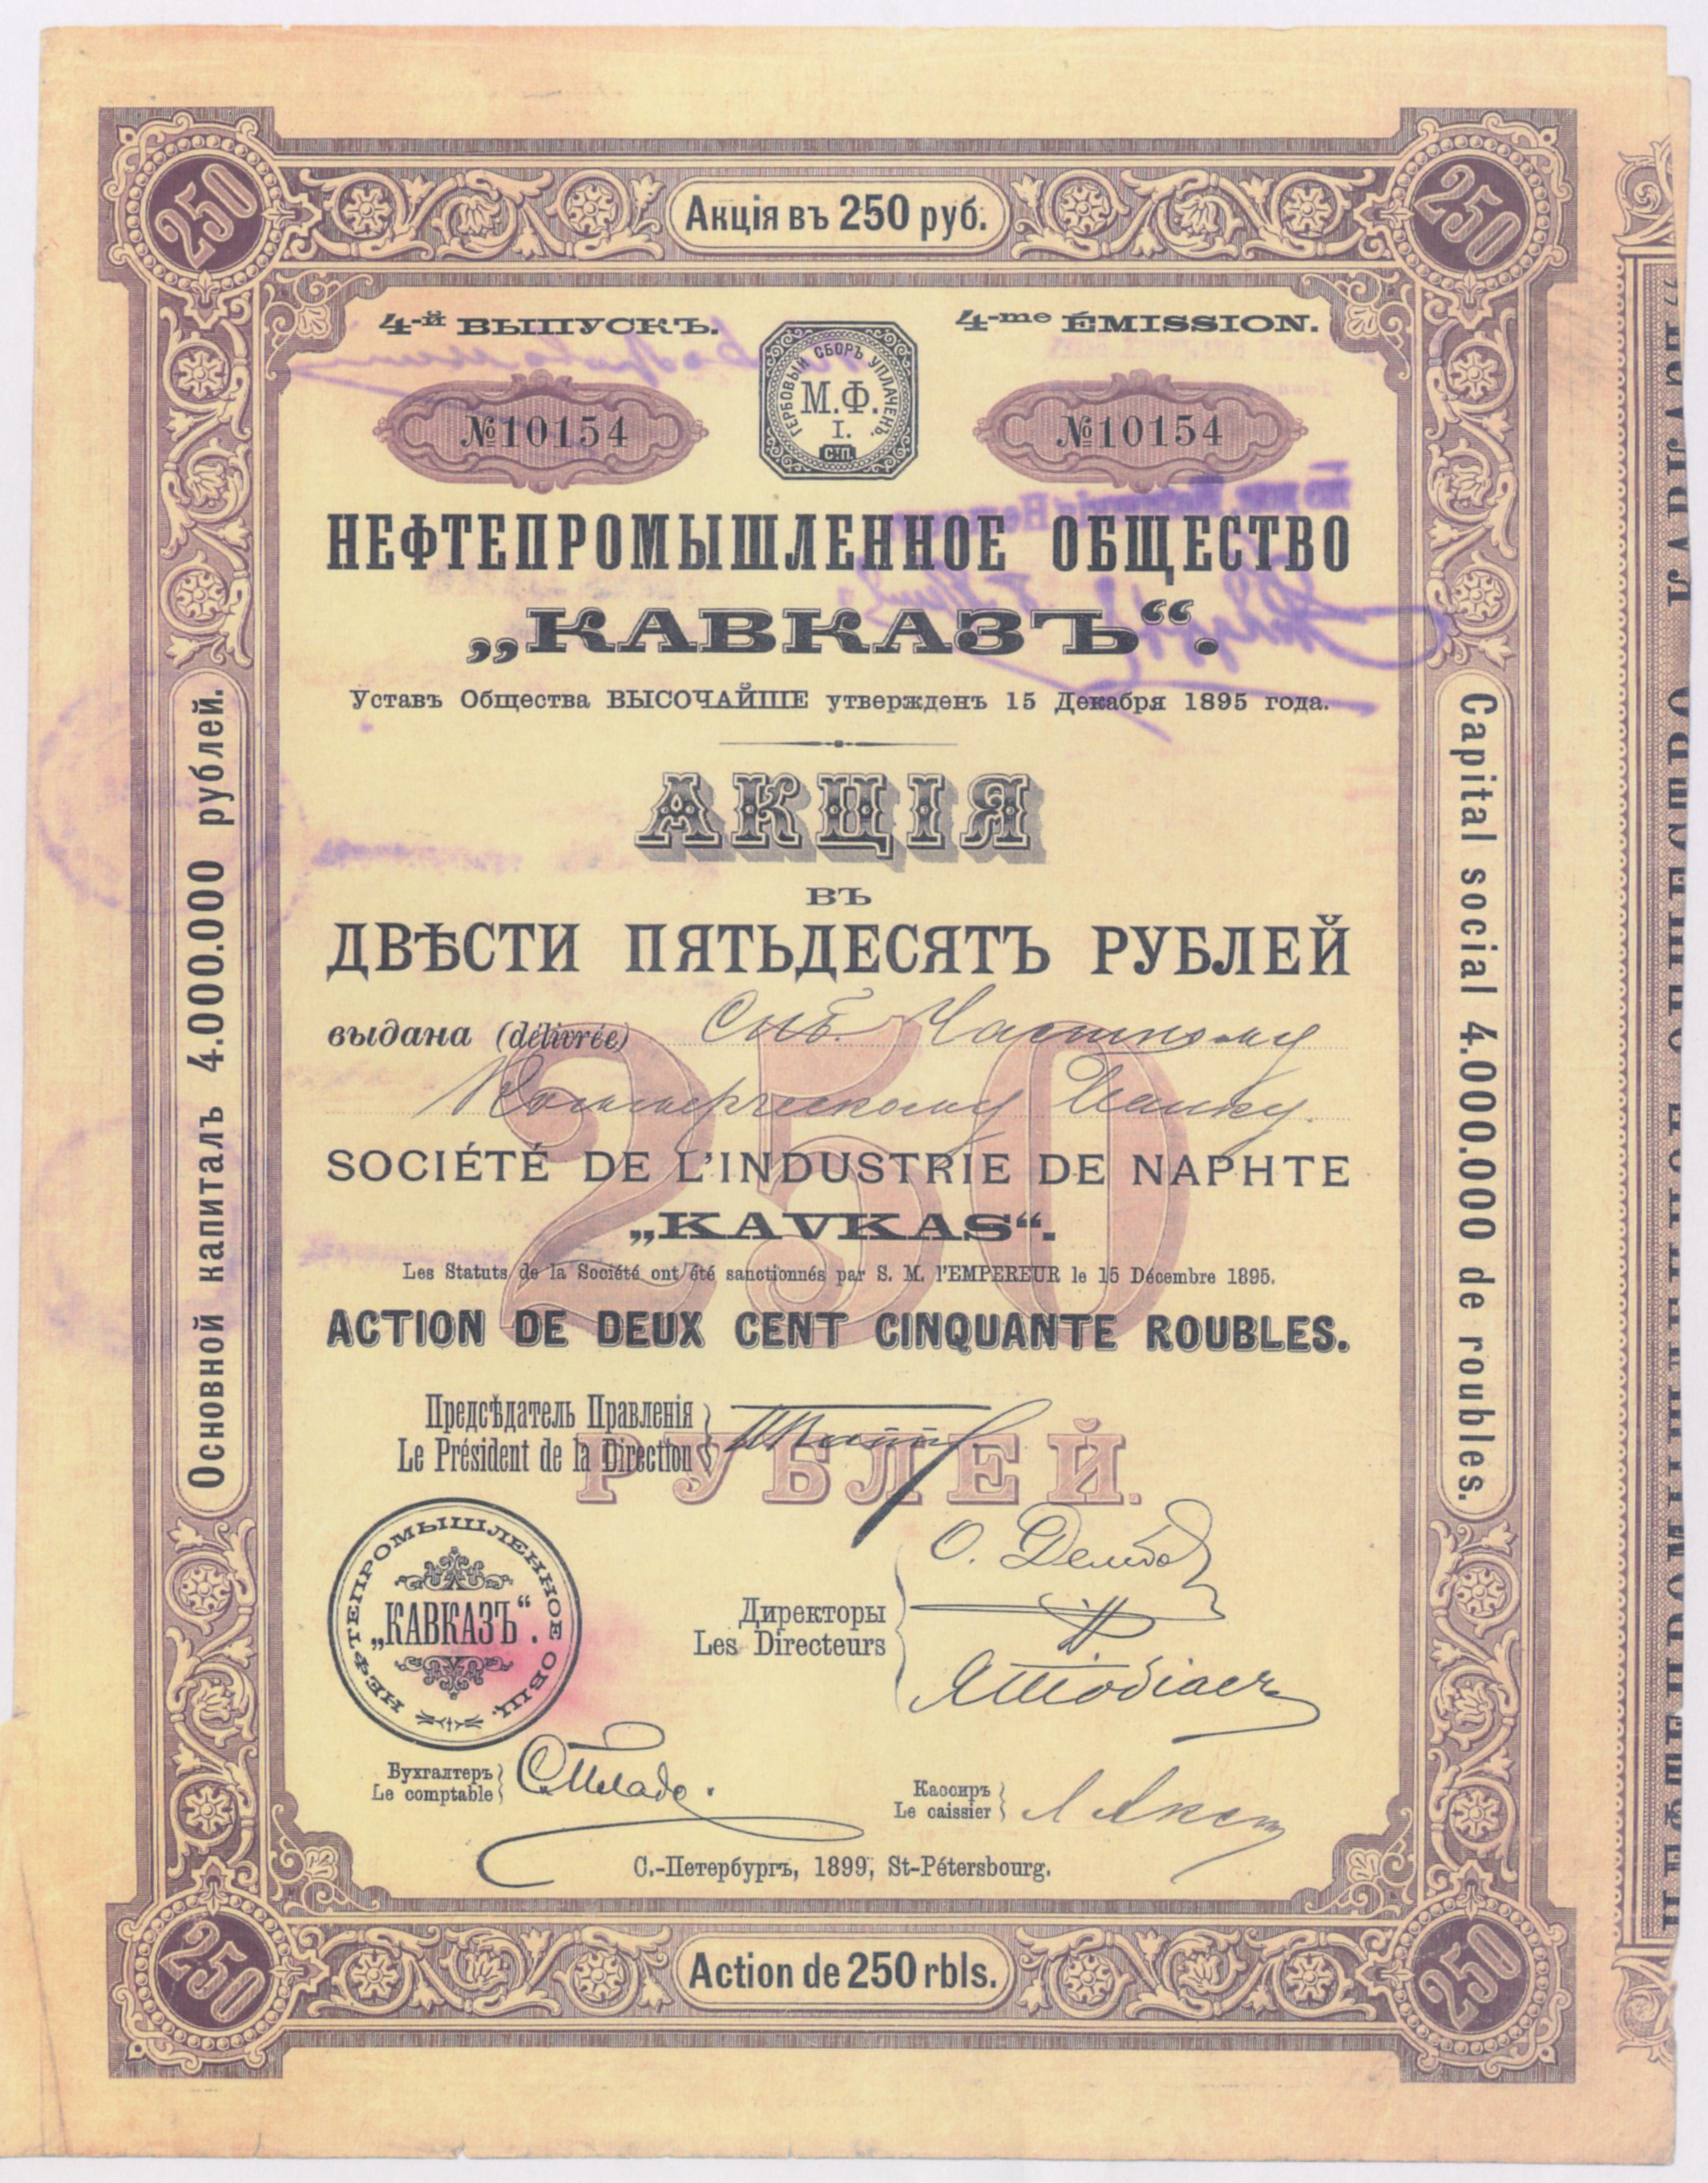 250
Акція въ 250 руб.
250
4-й ВЫПУСКЪ.
4-me ÉMISSION.
ГЕРБОВЫЙ СБОРЪ УПЛАЧЕНЪ.
М.Ф.
I.
СПП.
№10154
№10154
НЕФТЕПРОМЫШЛЕННОЕ ОБЩЕСТВО
„КАВКАЗЪ“.
Уставъ Общества ВЫСОЧАЙШЕ утвержденъ 15 Декабря 1895 года.
АКЦІЯ
ВЪ
ДВѢСТИ ПЯТЬДЕСЯТЪ РУБЛЕЙ
выдана (délivrée) Спб. Частному
Коммерческому Банку.
250
SOCIÉTÉ DE L'INDUSTRIE DE NAPHTE
„KAVKAS“.
Les Statuts de la Société ont été sanctionnés par S. M. l'EMPEREUR le 15 Décembre 1895.
ACTION DE DEUX CENT CINQUANTE ROUBLES.
Предсѣдатель Правленія
Le Président de la Direction
РУБЛЕЙ.
НЕФТЕПРОМЫШЛЕННОЕ ОБЩ.
„КАВКАЗЪ“.
Директоры
Les Directeurs
Бухгалтеръ
Le comptable
Кассиръ
Le caissier
С.-Петербургъ, 1899, St-Pétersbourg.
250
Action de 250 rbls.
250
Основной капиталъ 4.000.000 рублей.
Capital social 4.000.000 de roubles.
НЕФТЕПРОМЫШЛЕННОЕ ОБЩЕСТВО „КАВКАЗЪ“